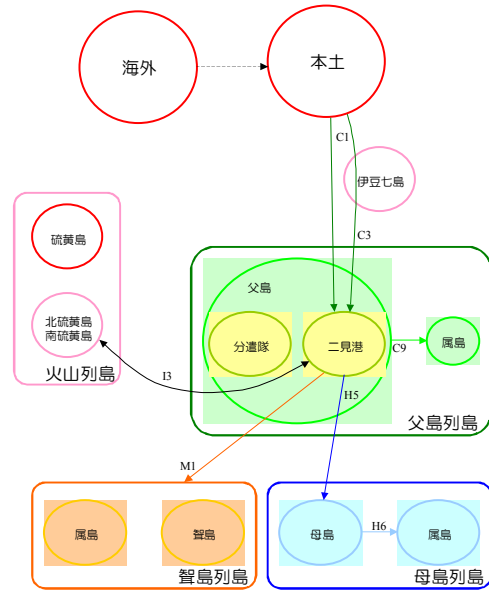 海外
本土
C1
伊豆七島
C3
硫黄島
北硫黄島
南硫黄島
火山列島
I3
父島
分遣隊
二見港
C9
属島
父島列島
H5
M1
属島
聟島
聟島列島
母島
H6
属島
母島列島